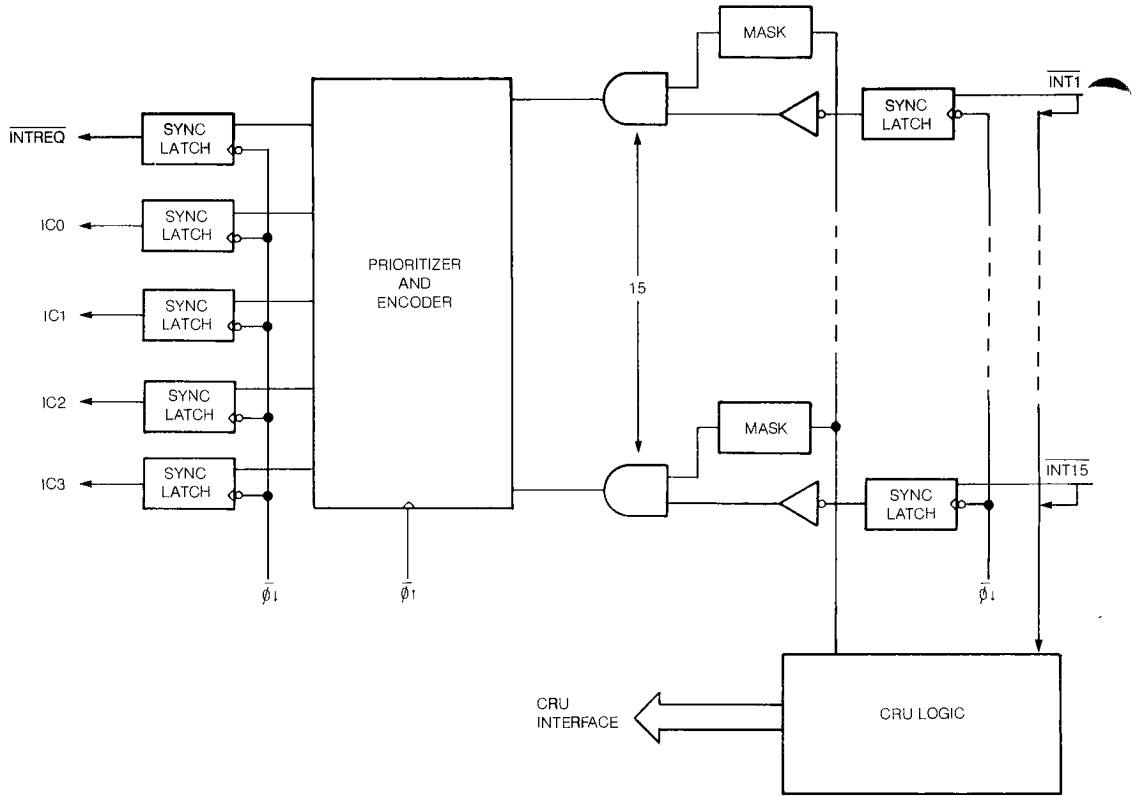 MASK
INT1
SYNC
LATCH
INTREQ
SYNC
LATCH
IC0
SYNC
LATCH
PRIORITIZER
AND
ENCODER
15
IC1
SYNC
LATCH
IC2
SYNC
LATCH
MASK
IC3
SYNC
LATCH
INT15
SYNC
LATCH
φ↓
φ↑
φ↓
CRU
INTERFACE
CRU LOGIC